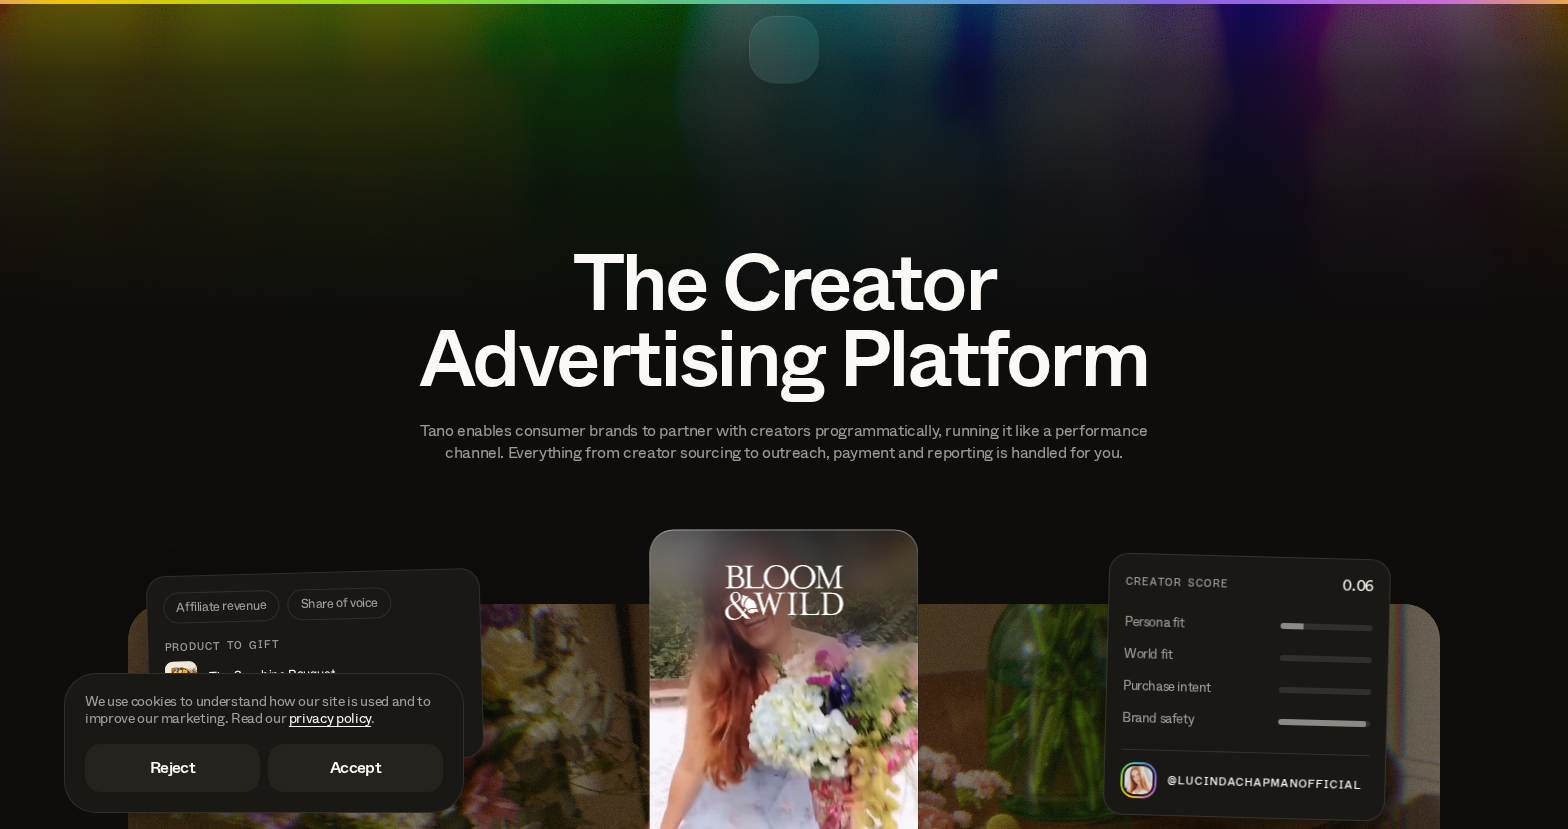 The Creator
Advertising Platform
Tano enables consumer brands to partner with creators programmatically, running it like a performance
channel. Everything from creator sourcing to outreach, payment and reporting is handled for you.
BLOOM
&WILD
Affiliate revenue
Share of voice
PRODUCT TO GIFT
CREATOR SCORE
0.06
Persona fit
World fit
Purchase intent
Brand safety
@LUCINDACHAPMANOFFICIAL
We use cookies to understand how our site is used and to
improve our marketing. Read our privacy policy.
Reject
Accept